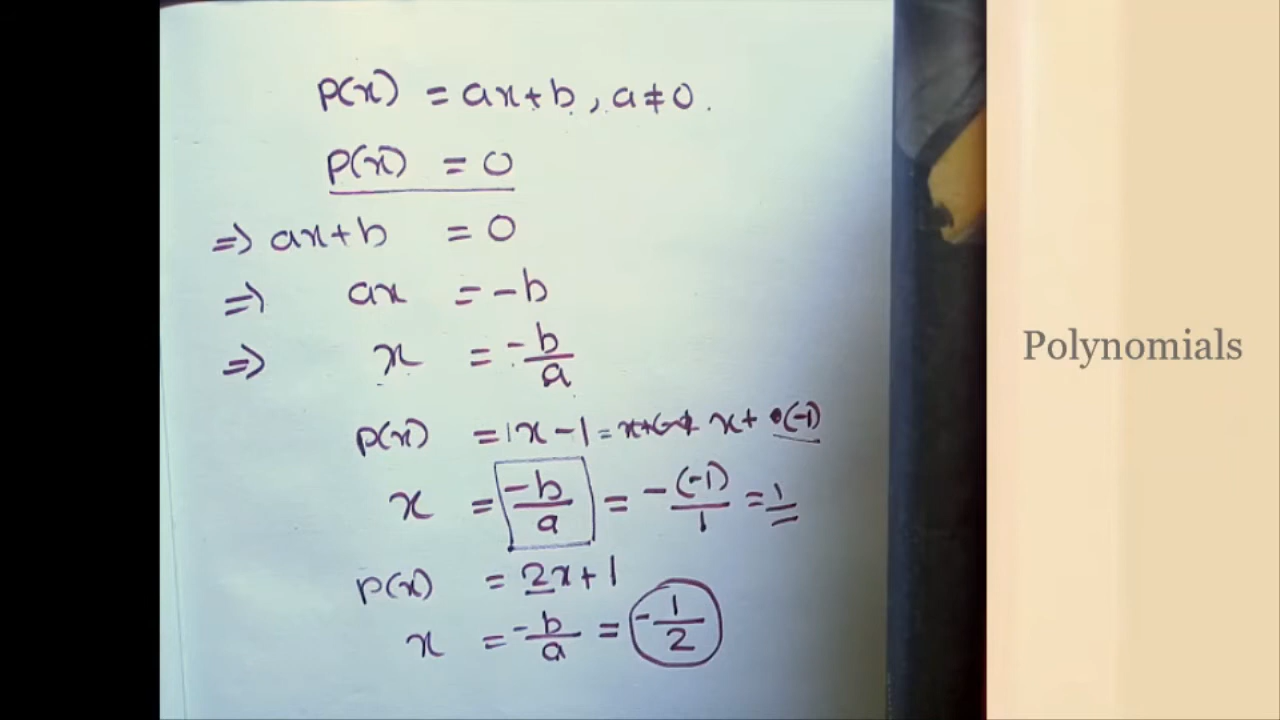 P(x) = ax+b, a≠0.
P(x) = 0
⇒ ax+b = 0
⇒ ax = -b
⇒ x = -b/a
P(x) = 1x-1 = x + (-1)
x = -b/a = -(-1)/1 = 1
P(x) = 2x+1
x = -b/a = -1/2
Polynomials